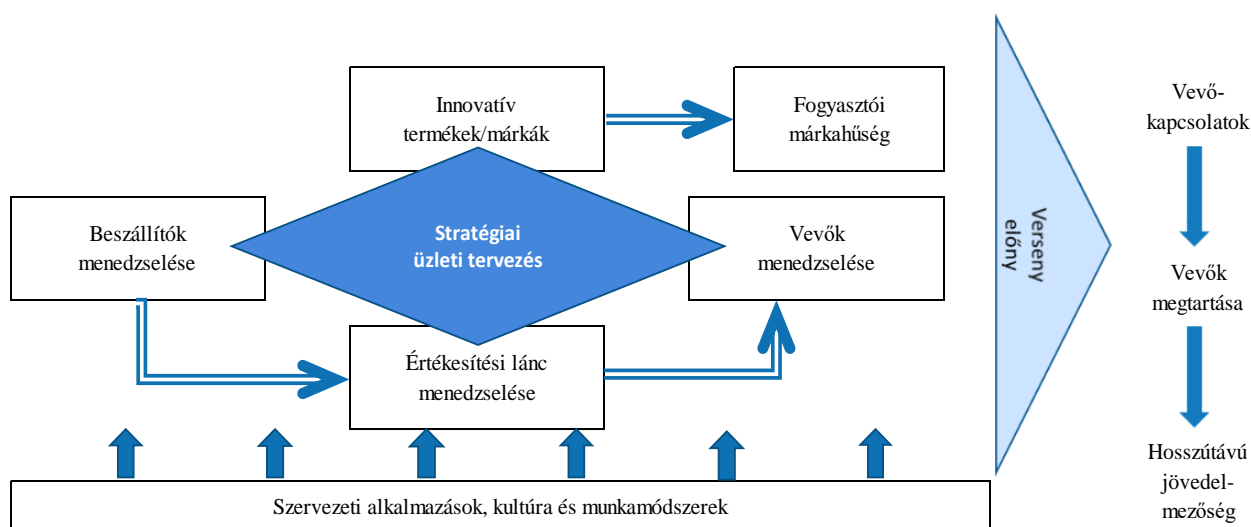 Innovatív
termékek/márkák
Fogyasztói
márkahűség
Beszállítók
menedzselése
Stratégiai
üzleti tervezés
Vevők
menedzselése
Értékesítési lánc
menedzselése
Szervezeti alkalmazások, kultúra és munkamódszerek
Verseny
előny
Vevő-
kapcsolatok
Vevők
megtartása
Hosszútávú
jövedel-
mezőség